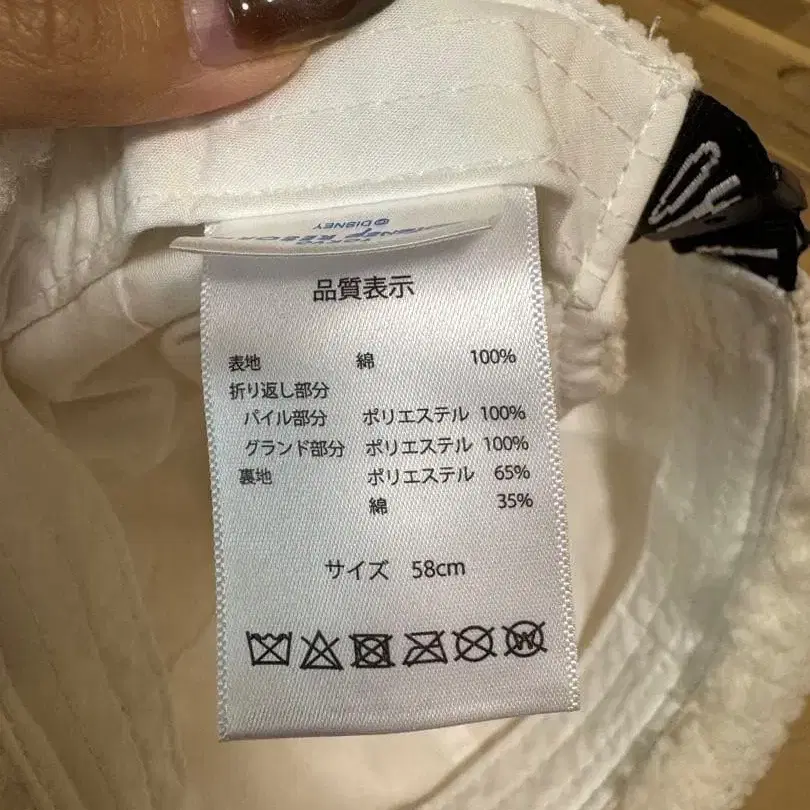 © DISNEY
品質表示
表地 綿 100%
折り返し部分
パイル部分 ポリエステル 100%
グランド部分 ポリエステル 100%
裏地 ポリエステル 65%
綿 35%
サイズ 58cm